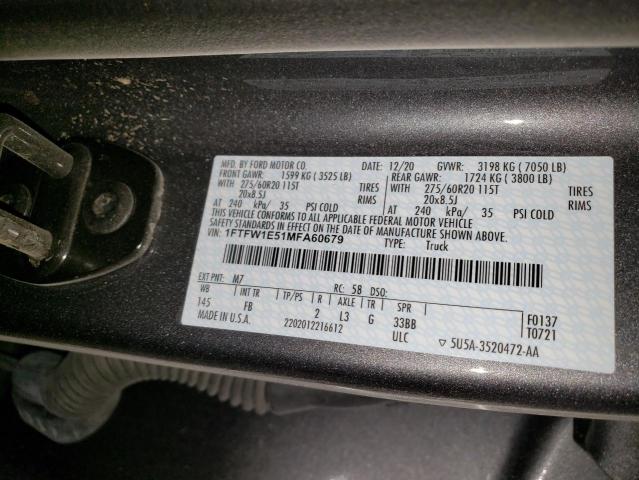 MFD. BY FORD MOTOR CO.
DATE: 12/20 GVWR: 3198 KG ( 7050 LB)
FRONT GAWR: 1599 KG ( 3525 LB)
REAR GAWR: 1724 KG ( 3800 LB)
WITH 275/60R20 115T
20x8.5J
WITH 275/60R20 115T
20x8.5J
AT 240 kPa/ 35 PSI COLD
AT 240 kPa/ 35 PSI COLD
THIS VEHICLE CONFORMS TO ALL APPLICABLE FEDERAL MOTOR VEHICLE
SAFETY STANDARDS IN EFFECT ON THE DATE OF MANUFACTURE SHOWN ABOVE.
VIN: 1FTFW1E51MFA60679
TYPE: Truck
EXT PNT: M7 RC: 58 DSO:
WB INT TR TP/PS R AXLE TR SPR
145 FB 2 L3 G 33BB
F0137
T0721
MADE IN U.S.A. 2202012216612 ULC
▽ 5U5A-3520472-AA